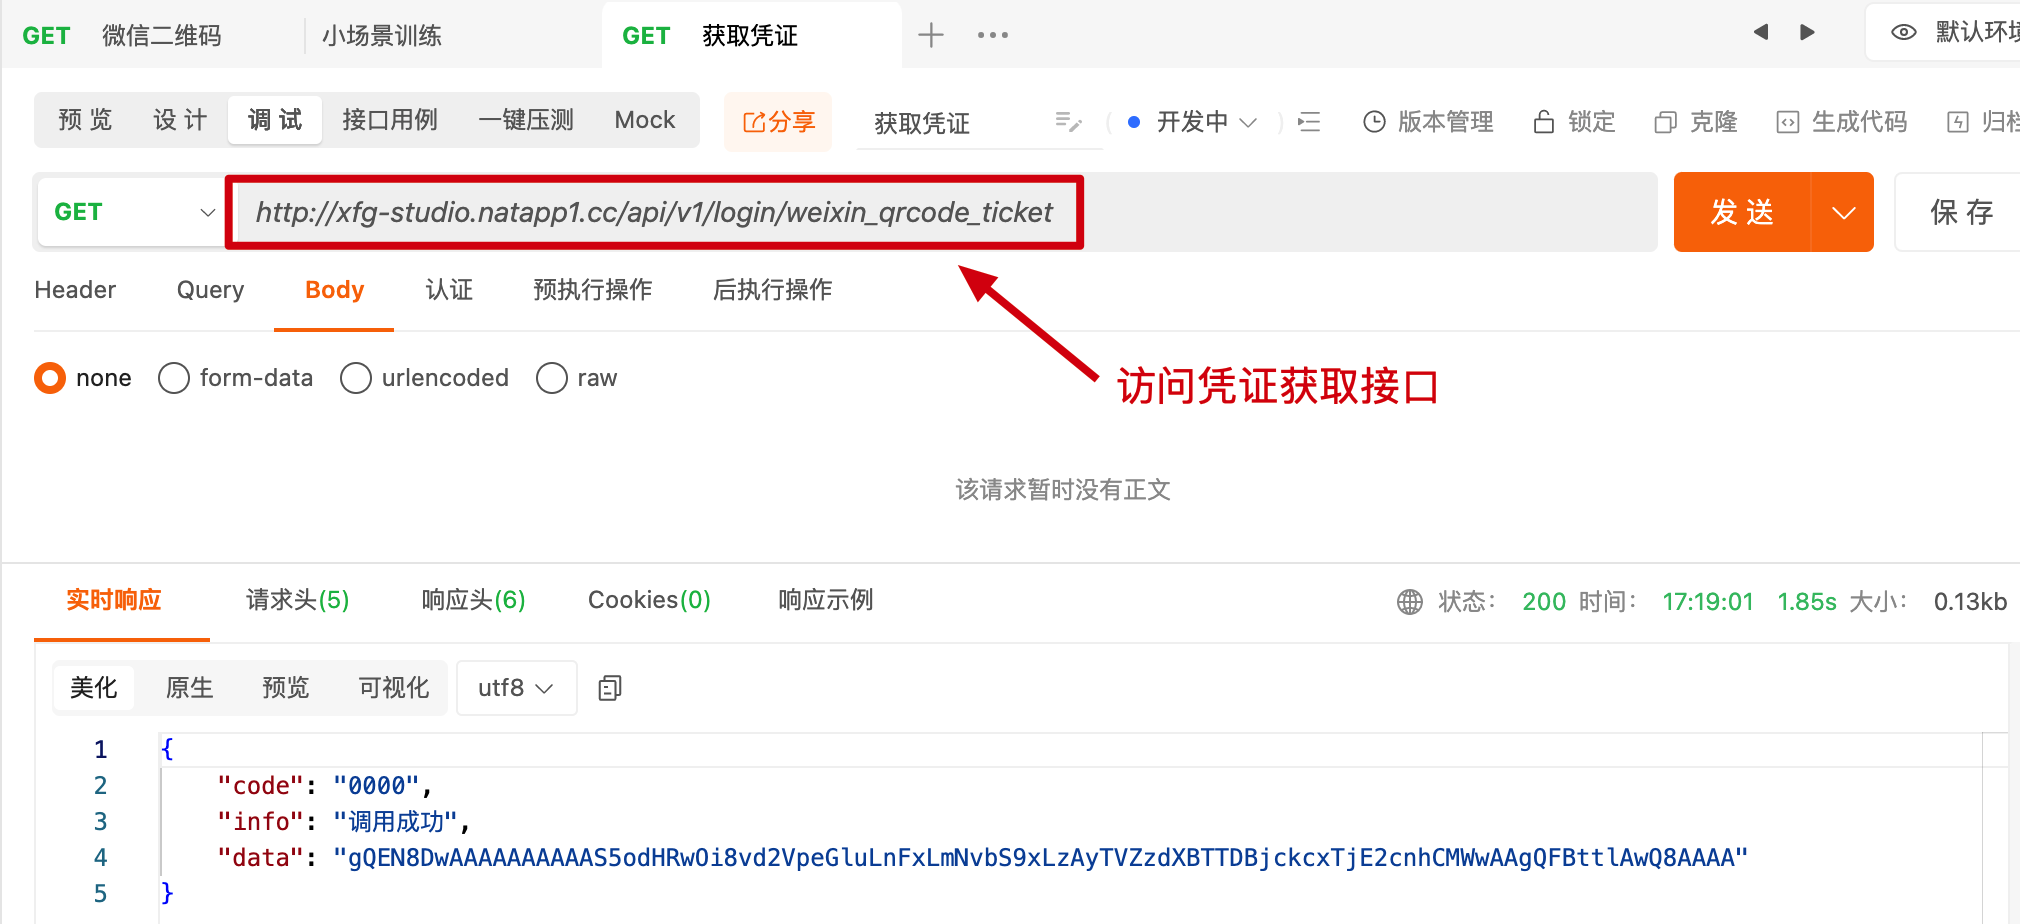 GET 微信二维码 小场景训练 GET 获取凭证 默认环境
预 览 设 计 调 试 接口用例 一键压测 Mock 分享 获取凭证 开发中 版本管理 锁定 克隆 生成代码 归档
GET http://xfg-studio.natapp1.cc/api/v1/login/weixin_qrcode_ticket 发 送 保 存
Header Query Body 认证 预执行操作 后执行操作
none form-data urlencoded raw
访问凭证获取接口
该请求暂时没有正文
实时响应 请求头(5) 响应头(6) Cookies(0) 响应示例 状态： 200 时间： 17:19:01 1.85s 大小： 0.13kb
美化 原生 预览 可视化 utf8
1 {
2 "code": "0000",
3 "info": "调用成功",
4 "data": "gQEN8DwAAAAAAAAAAS5odHRwOi8vd2VpeGluLnFxLmNvbS9xLzAyTVZzdXBTTDBjckcxTjE2cnhCMWwAAgQFBttlAwQ8AAAA"
5 }